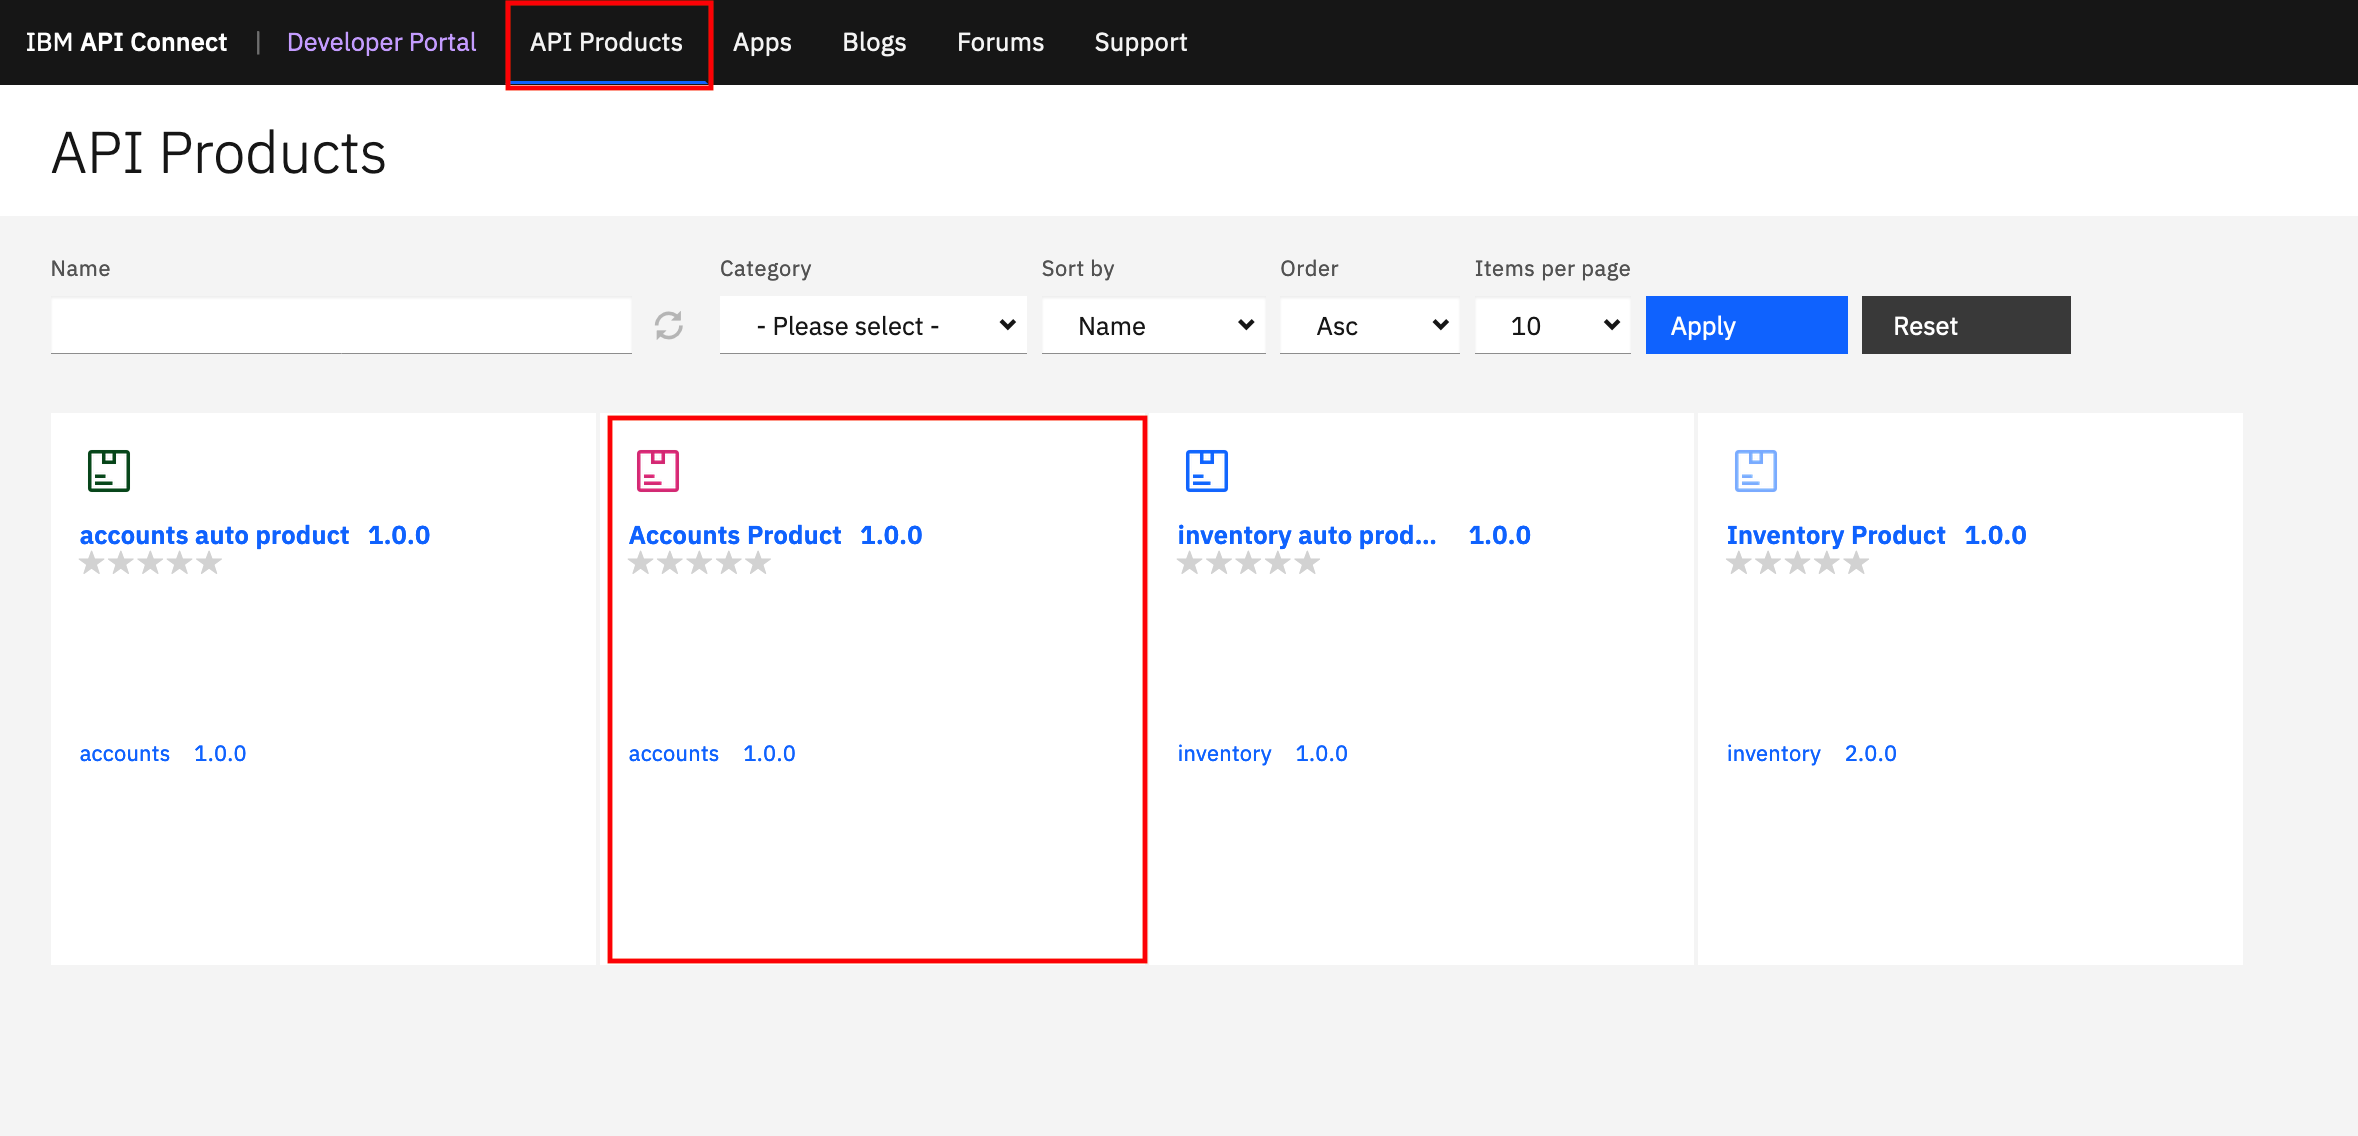 IBM API Connect | Developer Portal API Products Apps Blogs Forums Support
API Products
Name Category Sort by Order Items per page
- Please select - Name Asc 10 Apply Reset
accounts auto product 1.0.0 Accounts Product 1.0.0 inventory auto prod... 1.0.0 Inventory Product 1.0.0
accounts 1.0.0 accounts 1.0.0 inventory 1.0.0 inventory 2.0.0